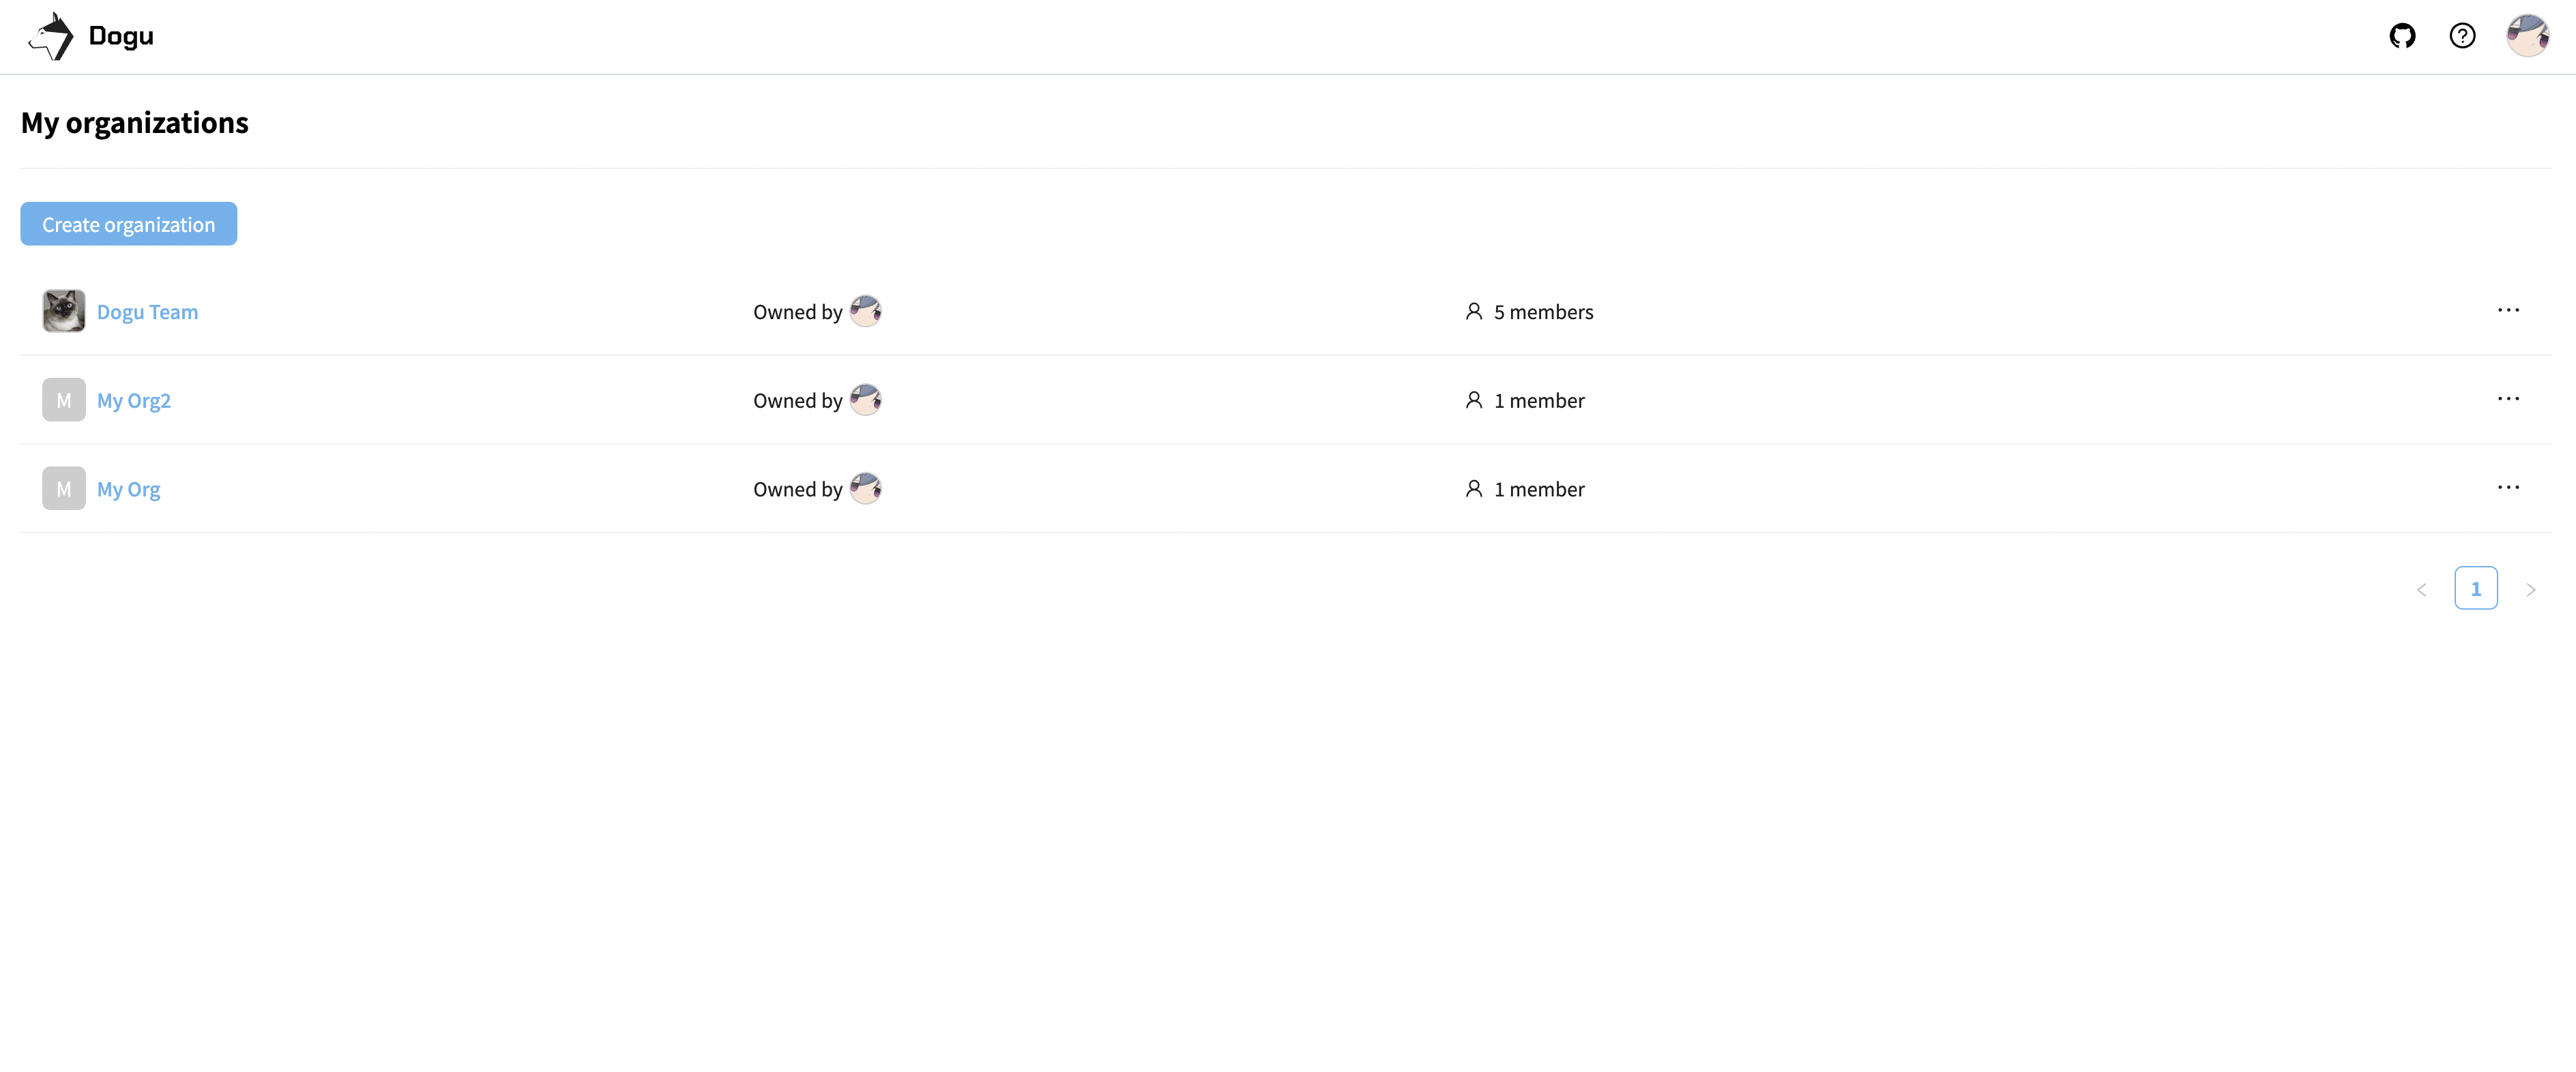 Dogu
My organizations
Create organization
Dogu Team Owned by 5 members ...
M My Org2 Owned by 1 member ...
M My Org Owned by 1 member ...
< 1 >